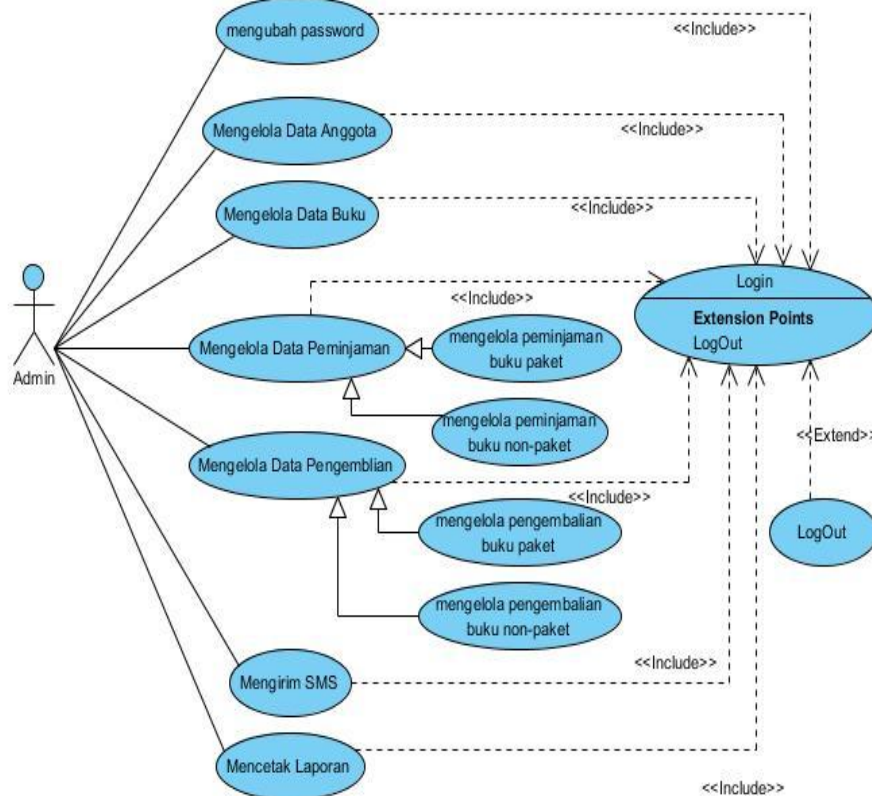 mengubah password
<<Include>>
Mengelola Data Anggota
<<Include>>
Mengelola Data Buku
<<Include>>
Login
Extension Points
LogOut
<<Include>>
Mengelola Data Peminjaman
mengelola peminjaman
buku paket
Admin
mengelola peminjaman
buku non-paket
<<Extend>>
Mengelola Data Pengemblian
<<Include>>
mengelola pengembalian
buku paket
LogOut
mengelola pengembalian
buku non-paket
<<Include>>
Mengirim SMS
Mencetak Laporan
<<Include>>